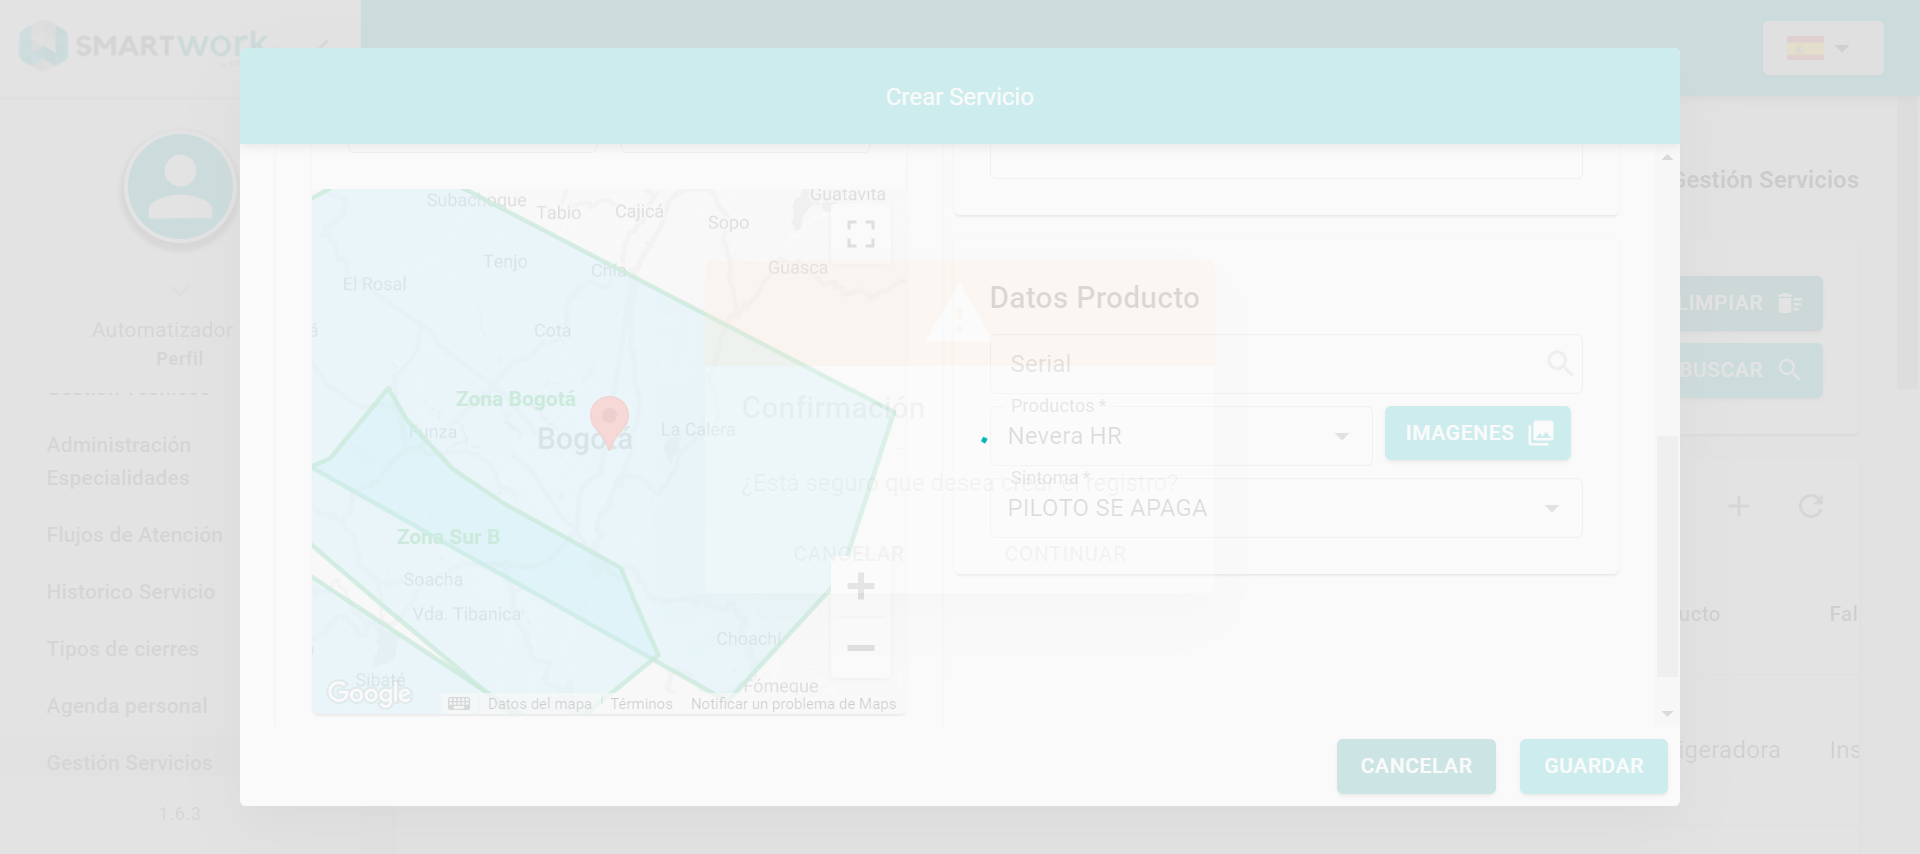 SMARTWORK
Crear Servicio
Gestión Servicios
Automatizador
Perfil
Gestión Técnicos
Administración
Especialidades
Flujos de Atención
Historico Servicio
Tipos de cierres
Agenda personal
Gestión Servicios
1.6.3
Subachoque
Tabio
Cajicá
Sopo
Guatavita
Tenjo
Chía
Guasca
El Rosal
Cota
Zona Bogotá
Funza
Bogotá
La Calera
Zona Sur B
Soacha
Vda. Tibanica
Choachí
Sibaté
Fómeque
Google
Datos del mapa
Términos
Notificar un problema de Maps
Datos Producto
Serial
Productos *
Nevera HR
IMAGENES
Sintoma *
PILOTO SE APAGA
Confirmación
¿Está seguro que desea crear el registro?
CANCELAR
CONTINUAR
LIMPIAR
BUSCAR
ucto
Fal
igeradora
Ins
CANCELAR
GUARDAR